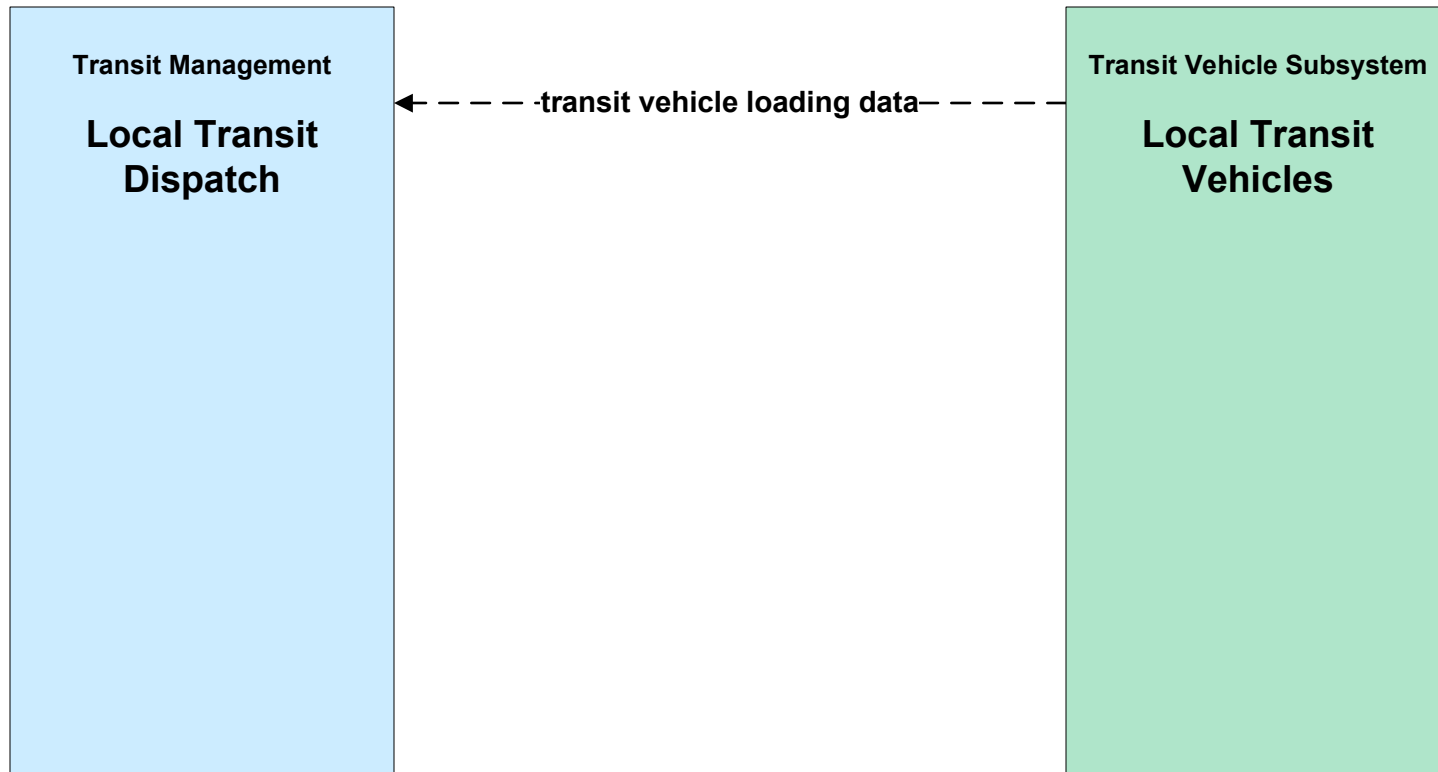 Transit Management
Local Transit
Dispatch
transit vehicle loading data
Transit Vehicle Subsystem
Local Transit
Vehicles